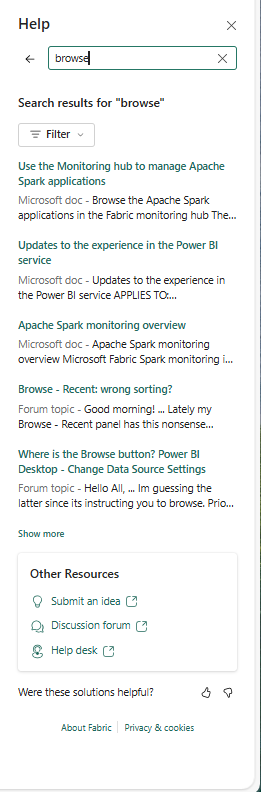 Help
browse
Search results for "browse"
Filter
Use the Monitoring hub to manage Apache
Spark applications
Microsoft doc - Browse the Apache Spark
applications in the Fabric monitoring hub The...
Updates to the experience in the Power BI
service
Microsoft doc - Updates to the experience in
the Power BI service APPLIES TO:...
Apache Spark monitoring overview
Microsoft doc - Apache Spark monitoring
overview Microsoft Fabric Spark monitoring i...
Browse - Recent: wrong sorting?
Forum topic - Good morning! ... Lately my
Browse - Recent panel has this nonsense...
Where is the Browse button? Power BI
Desktop - Change Data Source Settings
Forum topic - Hello All, ... Im guessing the
latter since its instructing you to browse. Prio...
Show more
Other Resources
Submit an idea
Discussion forum
Help desk
Were these solutions helpful?
About Fabric | Privacy & cookies